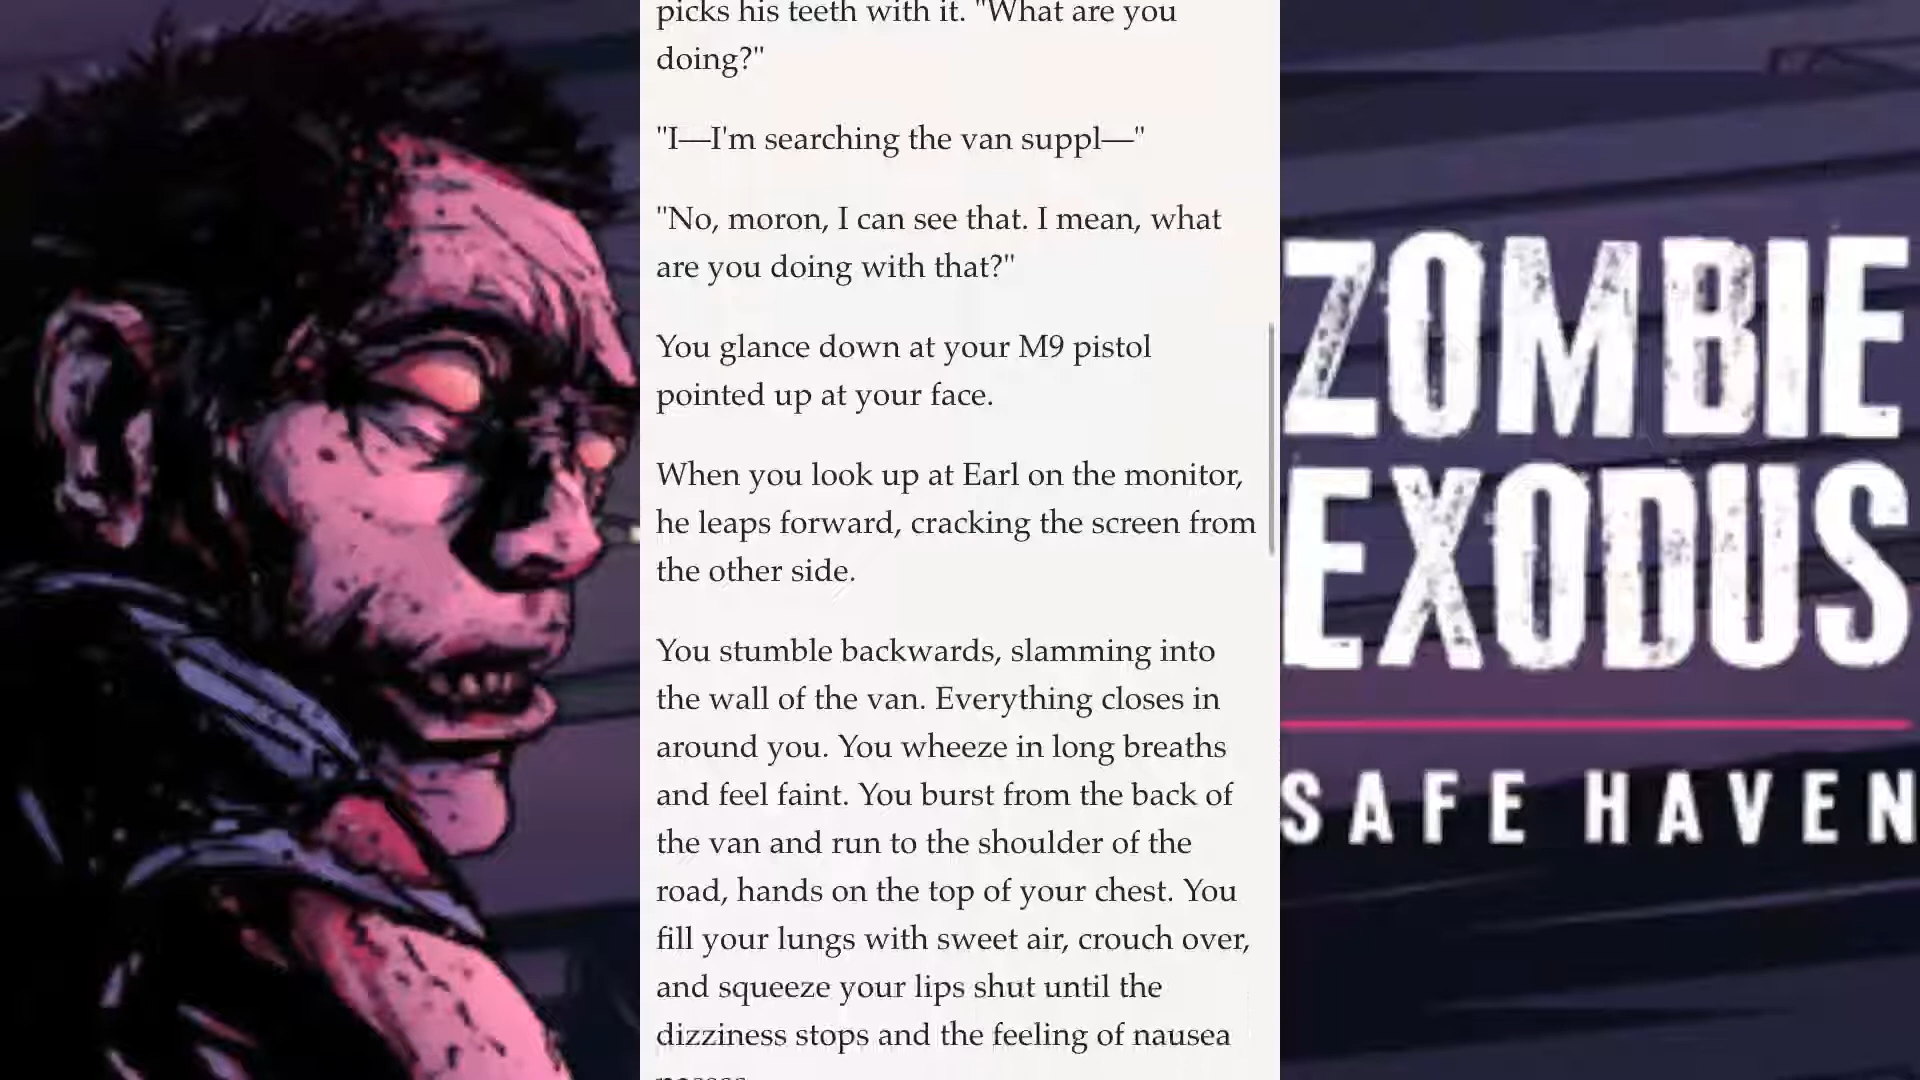 picks his teeth with it. "What are you
doing?"
"I—I'm searching the van suppl—"
"No, moron, I can see that. I mean, what
are you doing with that?"
You glance down at your M9 pistol
pointed up at your face.
When you look up at Earl on the monitor,
he leaps forward, cracking the screen from
the other side.
You stumble backwards, slamming into
the wall of the van. Everything closes in
around you. You wheeze in long breaths
and feel faint. You burst from the back of
the van and run to the shoulder of the
road, hands on the top of your chest. You
fill your lungs with sweet air, crouch over,
and squeeze your lips shut until the
dizziness stops and the feeling of nausea
ZOMBIE
EXODUS
SAFE HAVEN